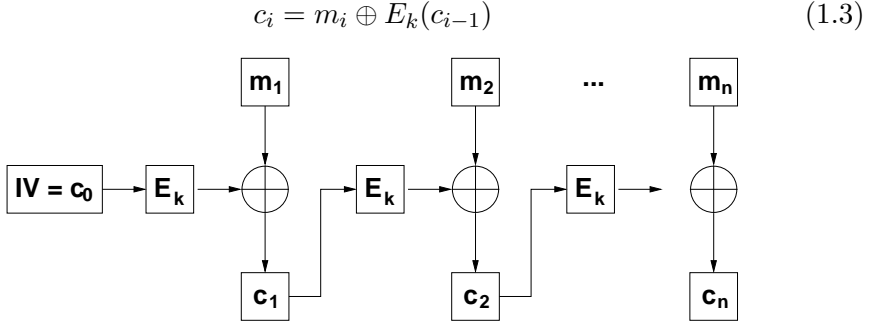 c_i = m_i ⊕ E_k(c_{i−1}) (1.3)
m_1 m_2 ... m_n
IV = c_0 E_k E_k E_k
c_1 c_2 c_n